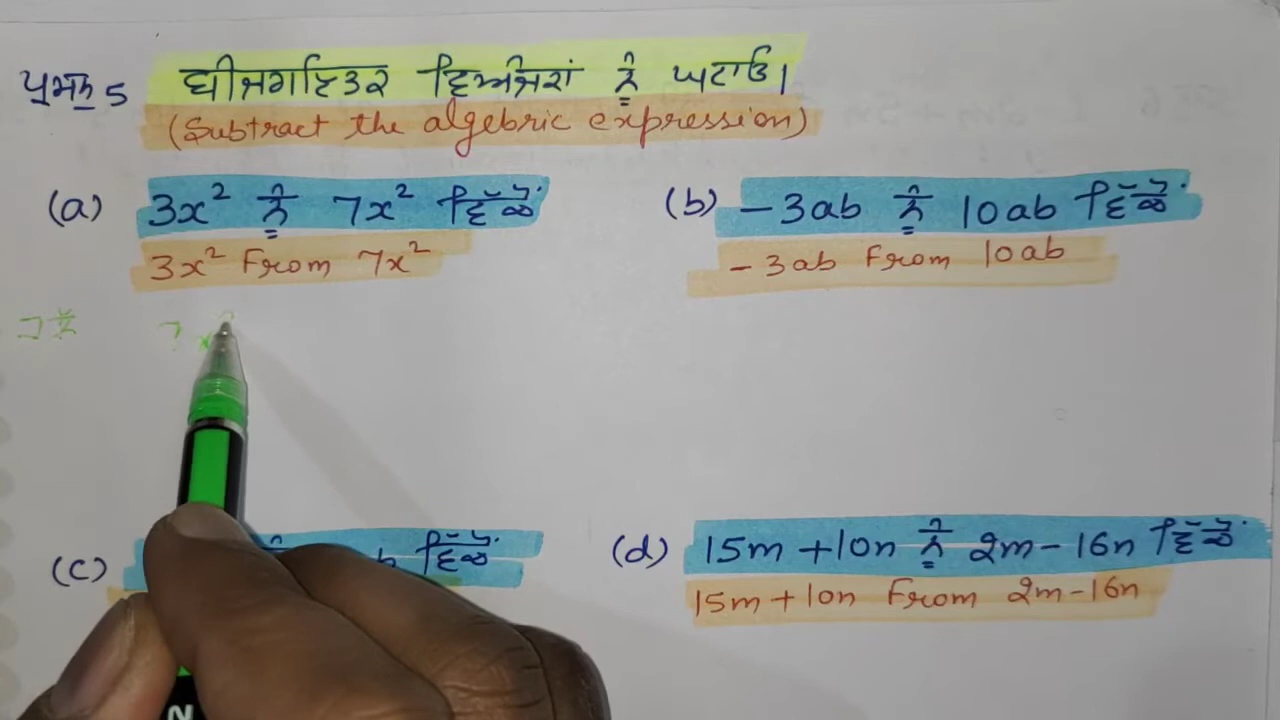 ਪ੍ਰਸ਼ਨ 5 ਬੀਜਗਣਿਤਕ ਵਿਅੰਜਕਾਂ ਨੂੰ ਘਟਾਓ।
(Subtract the algebric expression)
(a) 3x² ਨੂੰ 7x² ਵਿੱਚੋਂ
3x² From 7x²
(b) -3ab ਨੂੰ 10ab ਵਿੱਚੋਂ
-3ab From 10ab
ਹੱਲ 7x²
(c) ਵਿੱਚੋਂ
(d) 15m + 10n ਨੂੰ 2m - 16n ਵਿੱਚੋਂ
15m + 10n From 2m - 16n